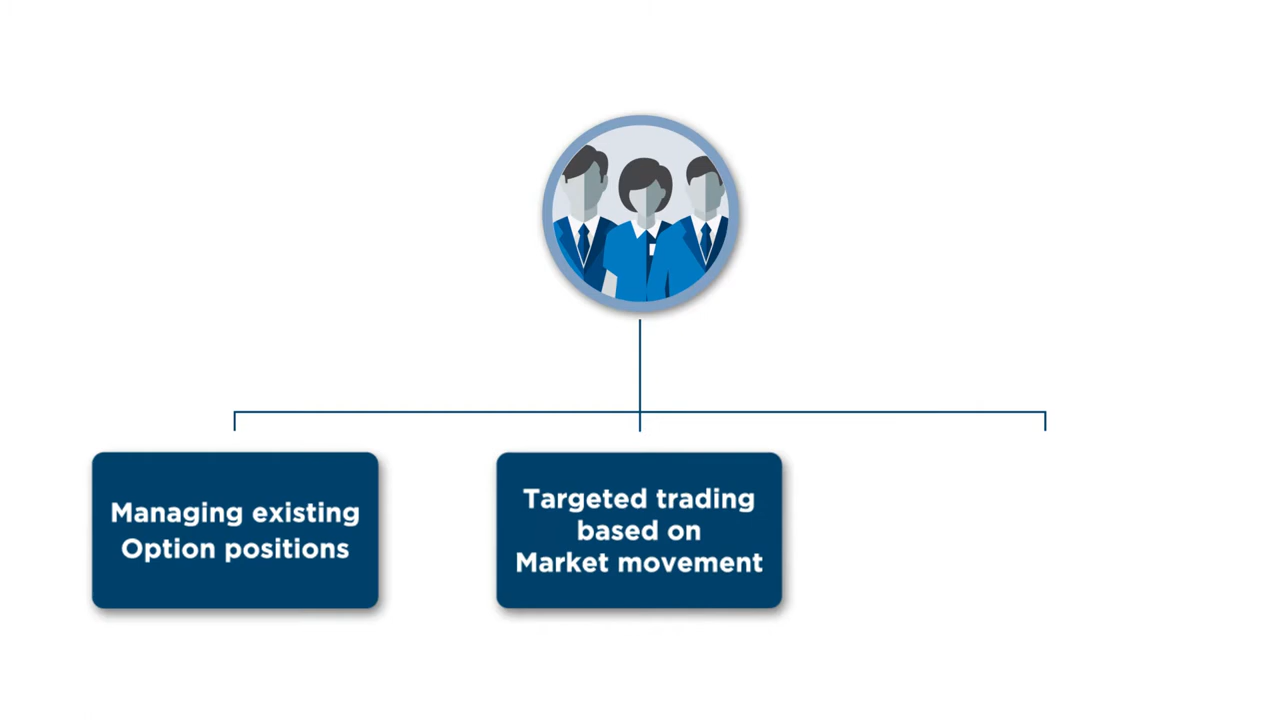 Managing existing
Option positions
Targeted trading
based on
Market movement